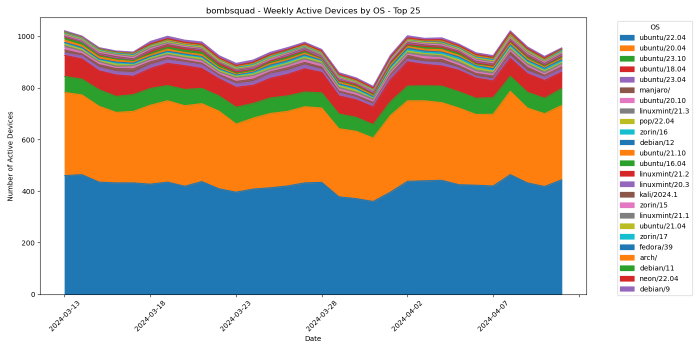 bombsquad - Weekly Active Devices by OS - Top 25
Number of Active Devices
1000
800
600
400
200
0
2024-03-13
2024-03-18
2024-03-23
2024-03-28
2024-04-02
2024-04-07
Date
OS
ubuntu/22.04
ubuntu/20.04
ubuntu/23.10
ubuntu/18.04
ubuntu/23.04
manjaro/
ubuntu/20.10
linuxmint/21.3
pop/22.04
zorin/16
debian/12
ubuntu/21.10
ubuntu/16.04
linuxmint/21.2
linuxmint/20.3
kali/2024.1
zorin/15
linuxmint/21.1
ubuntu/21.04
zorin/17
fedora/39
arch/
debian/11
neon/22.04
debian/9